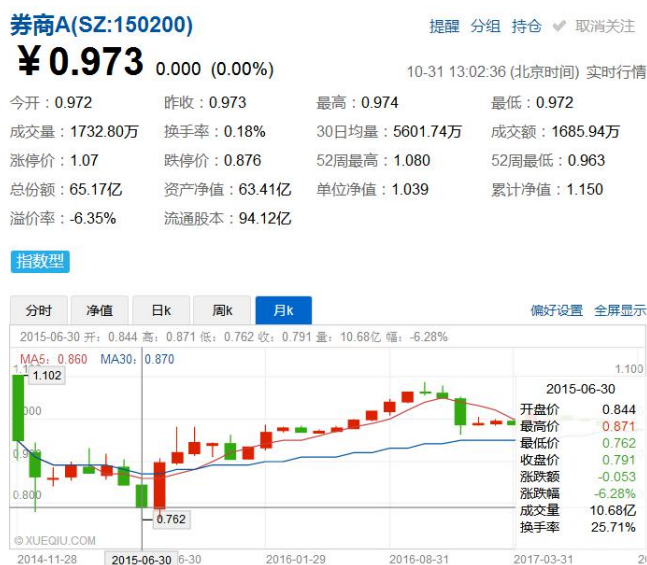 券商A(SZ:150200)
提醒 分组 持仓 取消关注
¥0.973 0.000 (0.00%)
10-31 13:02:36 (北京时间) 实时行情
今开：0.972 昨收：0.973 最高：0.974 最低：0.972
成交量：1732.80万 换手率：0.18% 30日均量：5601.74万 成交额：1685.94万
涨停价：1.07 跌停价：0.876 52周最高：1.080 52周最低：0.963
总份额：65.17亿 资产净值：63.41亿 单位净值：1.039 累计净值：1.150
溢价率：-6.35% 流通股本：94.12亿
指数型
分时 净值 日k 周k 月k 偏好设置 全屏显示
2015-06-30 开：0.844 高：0.871 低：0.762 收：0.791 量：10.68亿 幅：-6.28%
MA5：0.860 MA30：0.870
1.100
1.102
2015-06-30
开盘价 0.844
最高价 0.871
最低价 0.762
收盘价 0.791
涨跌额 -0.053
涨跌幅 -6.28%
成交量 10.68亿
换手率 25.71%
0.800
0.762
© XUEQIU.COM
2014-11-28 2015-06-30 6-30 2016-01-29 2016-08-31 2017-03-31